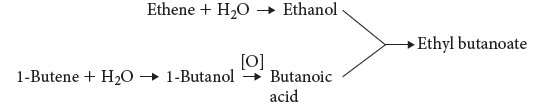 Ethene + H₂O → Ethanol
→ Ethyl butanoate
[O]
1-Butene + H₂O → 1-Butanol → Butanoic
acid